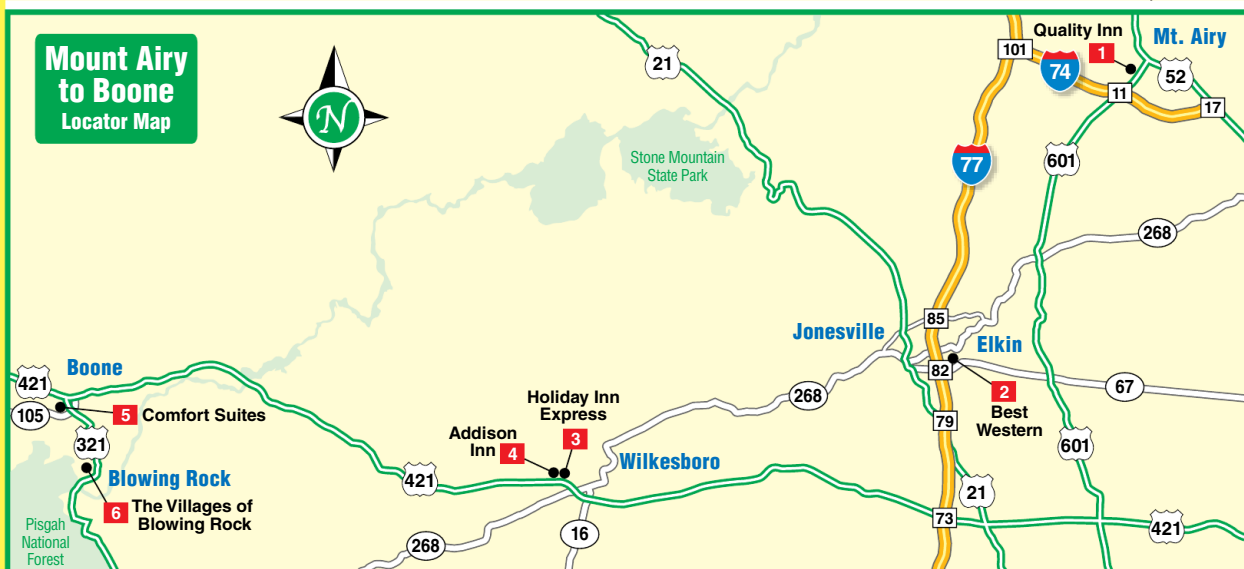 Mount Airy
to Boone
Locator Map
N
21
101
74
Quality Inn
1
Mt. Airy
52
11
17
Stone Mountain
State Park
77
601
268
Jonesville
85
Elkin
82
2
Best
Western
67
Boone
421
105
5 Comfort Suites
321
Blowing Rock
6 The Villages of
Blowing Rock
Pisgah
National
Forest
Holiday Inn
Express
3
Addison
Inn
4
421
Wilkesboro
268
79
601
21
73
421
16
268